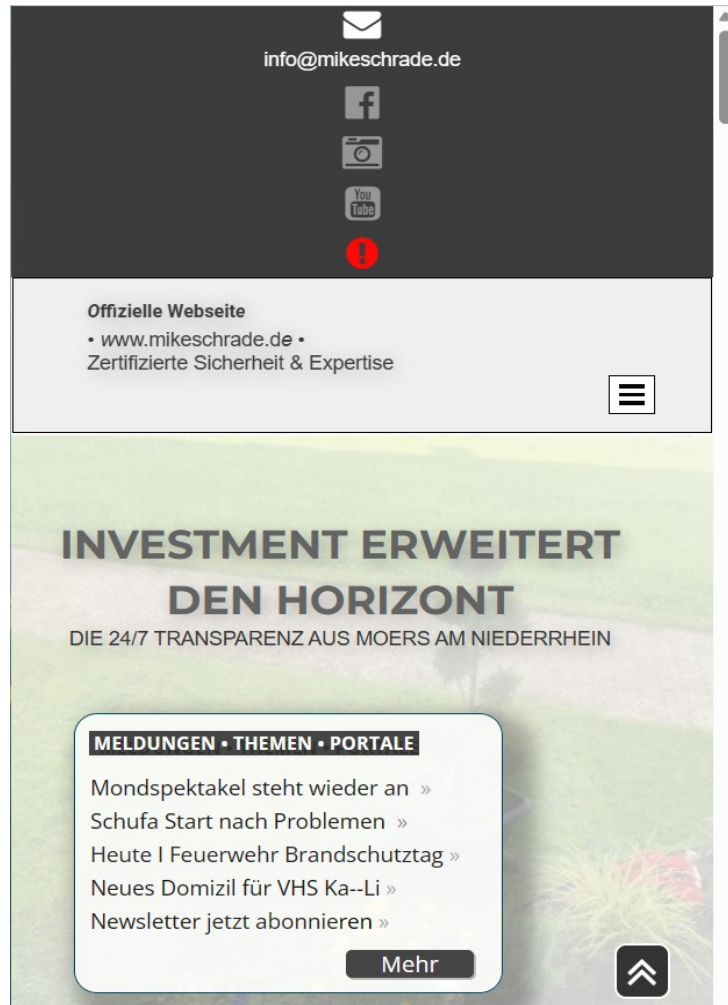 info@mikeschrade.de
You
Tube
Offizielle Webseite
• www.mikeschrade.de •
Zertifizierte Sicherheit & Expertise
INVESTMENT ERWEITERT
DEN HORIZONT
DIE 24/7 TRANSPARENZ AUS MOERS AM NIEDERRHEIN
MELDUNGEN • THEMEN • PORTALE
Mondspektakel steht wieder an »
Schufa Start nach Problemen »
Heute I Feuerwehr Brandschutztag »
Neues Domizil für VHS Ka--Li »
Newsletter jetzt abonnieren »
Mehr